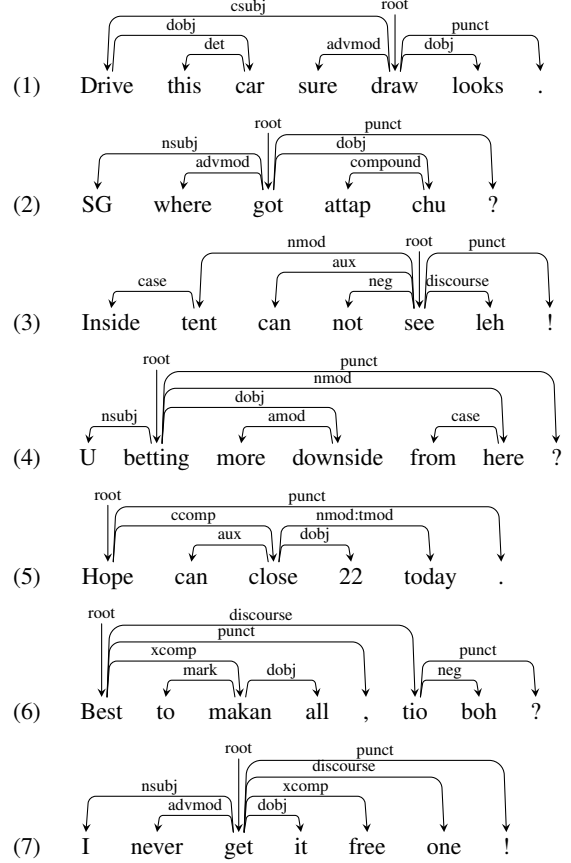 csubj root
dobj punct
det advmod dobj
(1) Drive this car sure draw looks .
root punct
nsubj dobj
advmod compound
(2) SG where got attap chu ?
nmod root punct
aux
case neg discourse
(3) Inside tent can not see leh !
root punct
nmod
dobj
nsubj amod case
(4) U betting more downside from here ?
root punct
ccomp nmod:tmod
aux dobj
(5) Hope can close 22 today .
root discourse
punct
xcomp punct
mark dobj neg
(6) Best to makan all , tio boh ?
root punct
discourse
nsubj xcomp
advmod dobj
(7) I never get it free one !